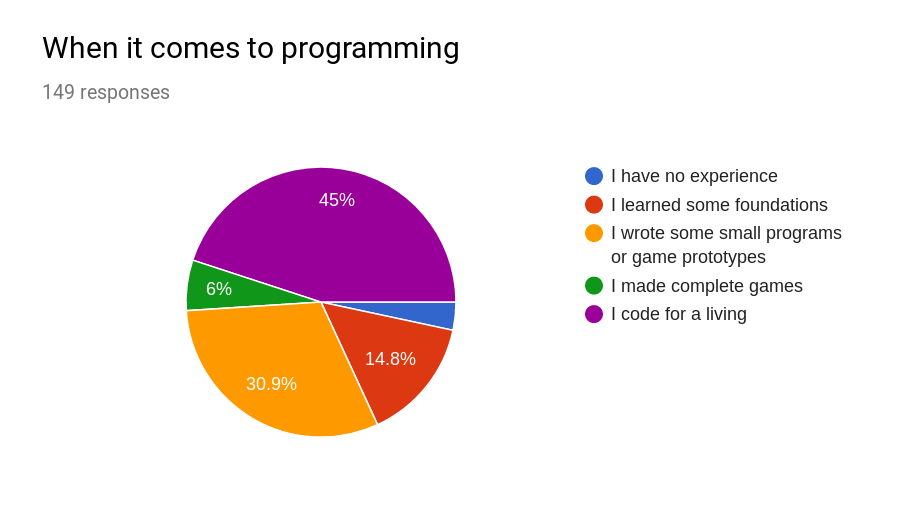 When it comes to programming
149 responses
45%
6%
14.8%
30.9%
I have no experience
I learned some foundations
I wrote some small programs
or game prototypes
I made complete games
I code for a living